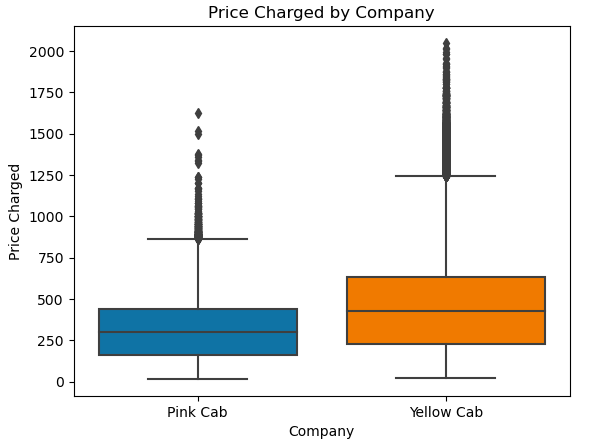 Price Charged by Company
2000
1750
1500
1250
1000
750
500
250
0
Price Charged
Pink Cab
Yellow Cab
Company